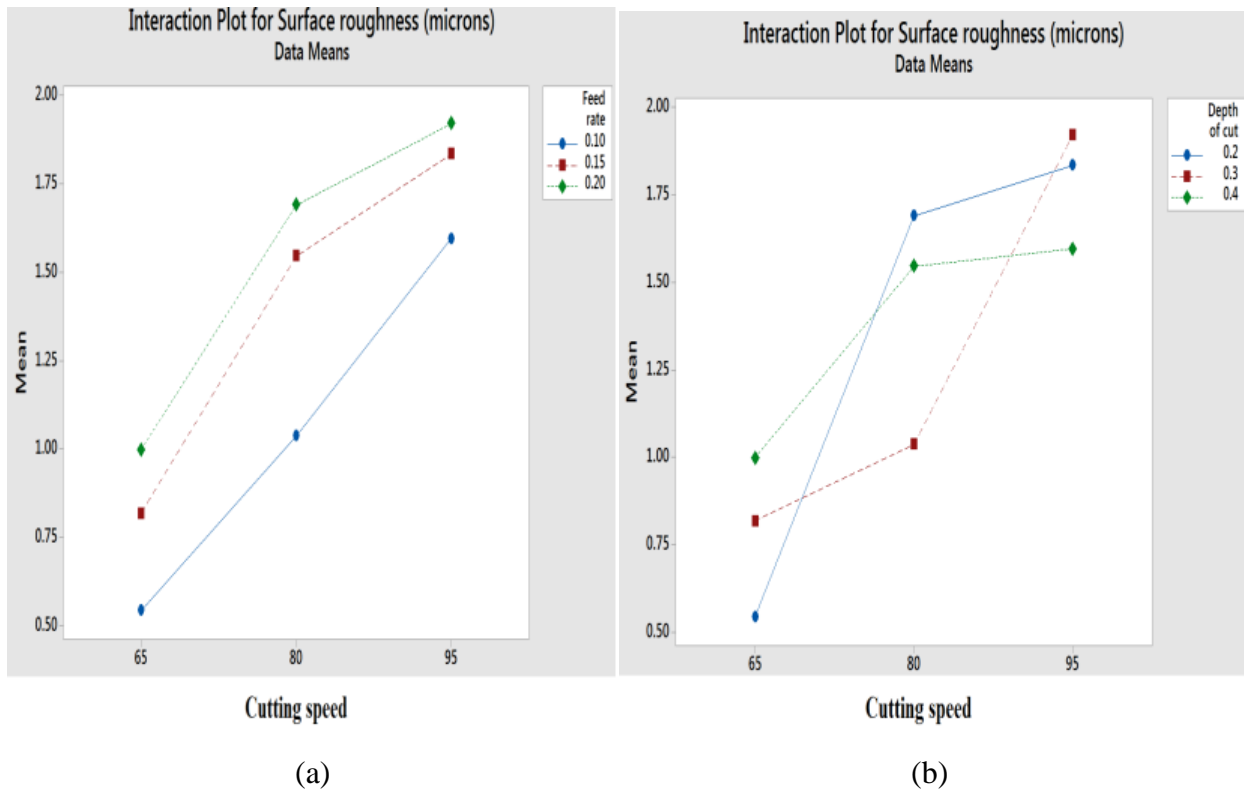 Interaction Plot for Surface roughness (microns)
Data Means
2.00
1.75
1.50
1.25
1.00
0.75
0.50
Mean
65 80 95
Feed
rate
0.10
0.15
0.20
Cutting speed
(a)
Interaction Plot for Surface roughness (microns)
Data Means
2.00
1.75
1.50
1.25
1.00
0.75
0.50
Mean
65 80 95
Depth
of cut
0.2
0.3
0.4
Cutting speed
(b)